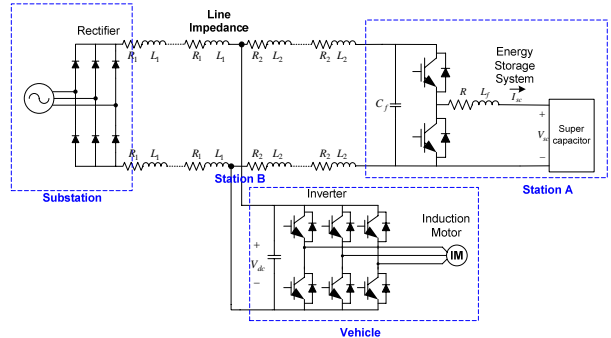 Line
Impedance
Rectifier
R1 L1 R1 L1 R2 L2 R2 L2
Energy
Storage
System
R Lf Isc
Cf
+
Vsc
−
Super
capacitor
R1 L1 R1 L1 R2 L2 R2 L2
Station B
Substation
Station A
Inverter
Induction
Motor
+
Vdc
−
IM
Vehicle